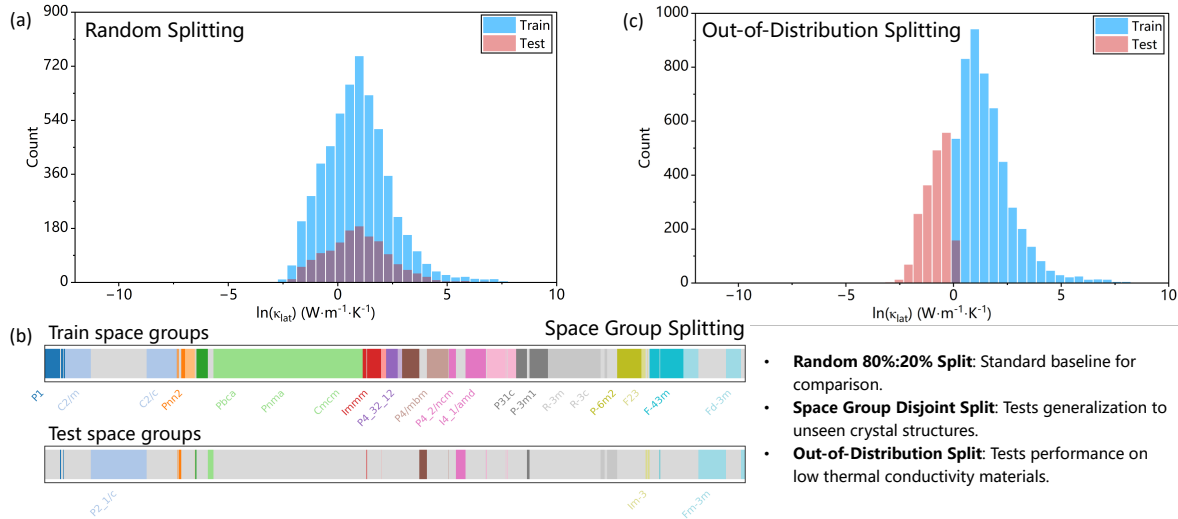 (a)
Random Splitting
Train
Test
900
720
540
360
180
0
Count
-10
-5
0
5
10
ln(κlat) (W·m⁻¹·K⁻¹)
(c)
Out-of-Distribution Splitting
Train
Test
1000
800
600
400
200
0
Count
-10
-5
0
5
10
ln(κlat) (W·m⁻¹·K⁻¹)
(b)
Train space groups
Space Group Splitting
P1
C2/m
C2/c
Pnn2
Pbca
Pnma
Cmcm
Immm
P4_32_12
P4/mbm
P4_2/ncm
I4_1/amd
P31c
P-3m1
R-3m
R-3c
P-6m2
F23
F-43m
Fd-3m
Test space groups
P2_1/c
Im-3
Fm-3m
• Random 80%:20% Split: Standard baseline for
comparison.
• Space Group Disjoint Split: Tests generalization to
unseen crystal structures.
• Out-of-Distribution Split: Tests performance on
low thermal conductivity materials.